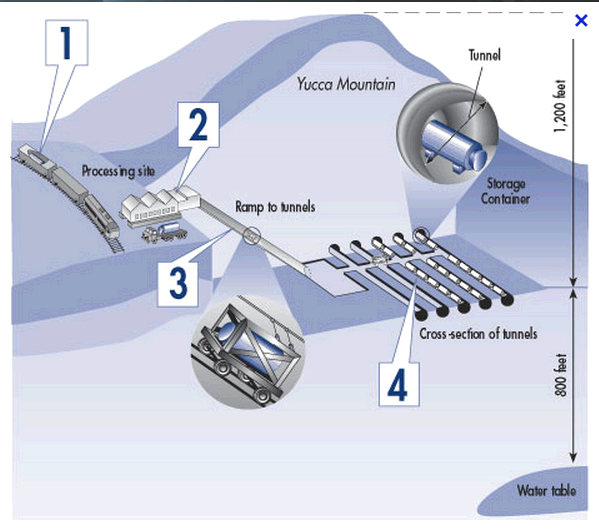 1
Yucca Mountain
Tunnel
1,200 feet
2
Processing site
Storage
Container
Ramp to tunnels
3
Cross-section of tunnels
4
800 feet
Water table